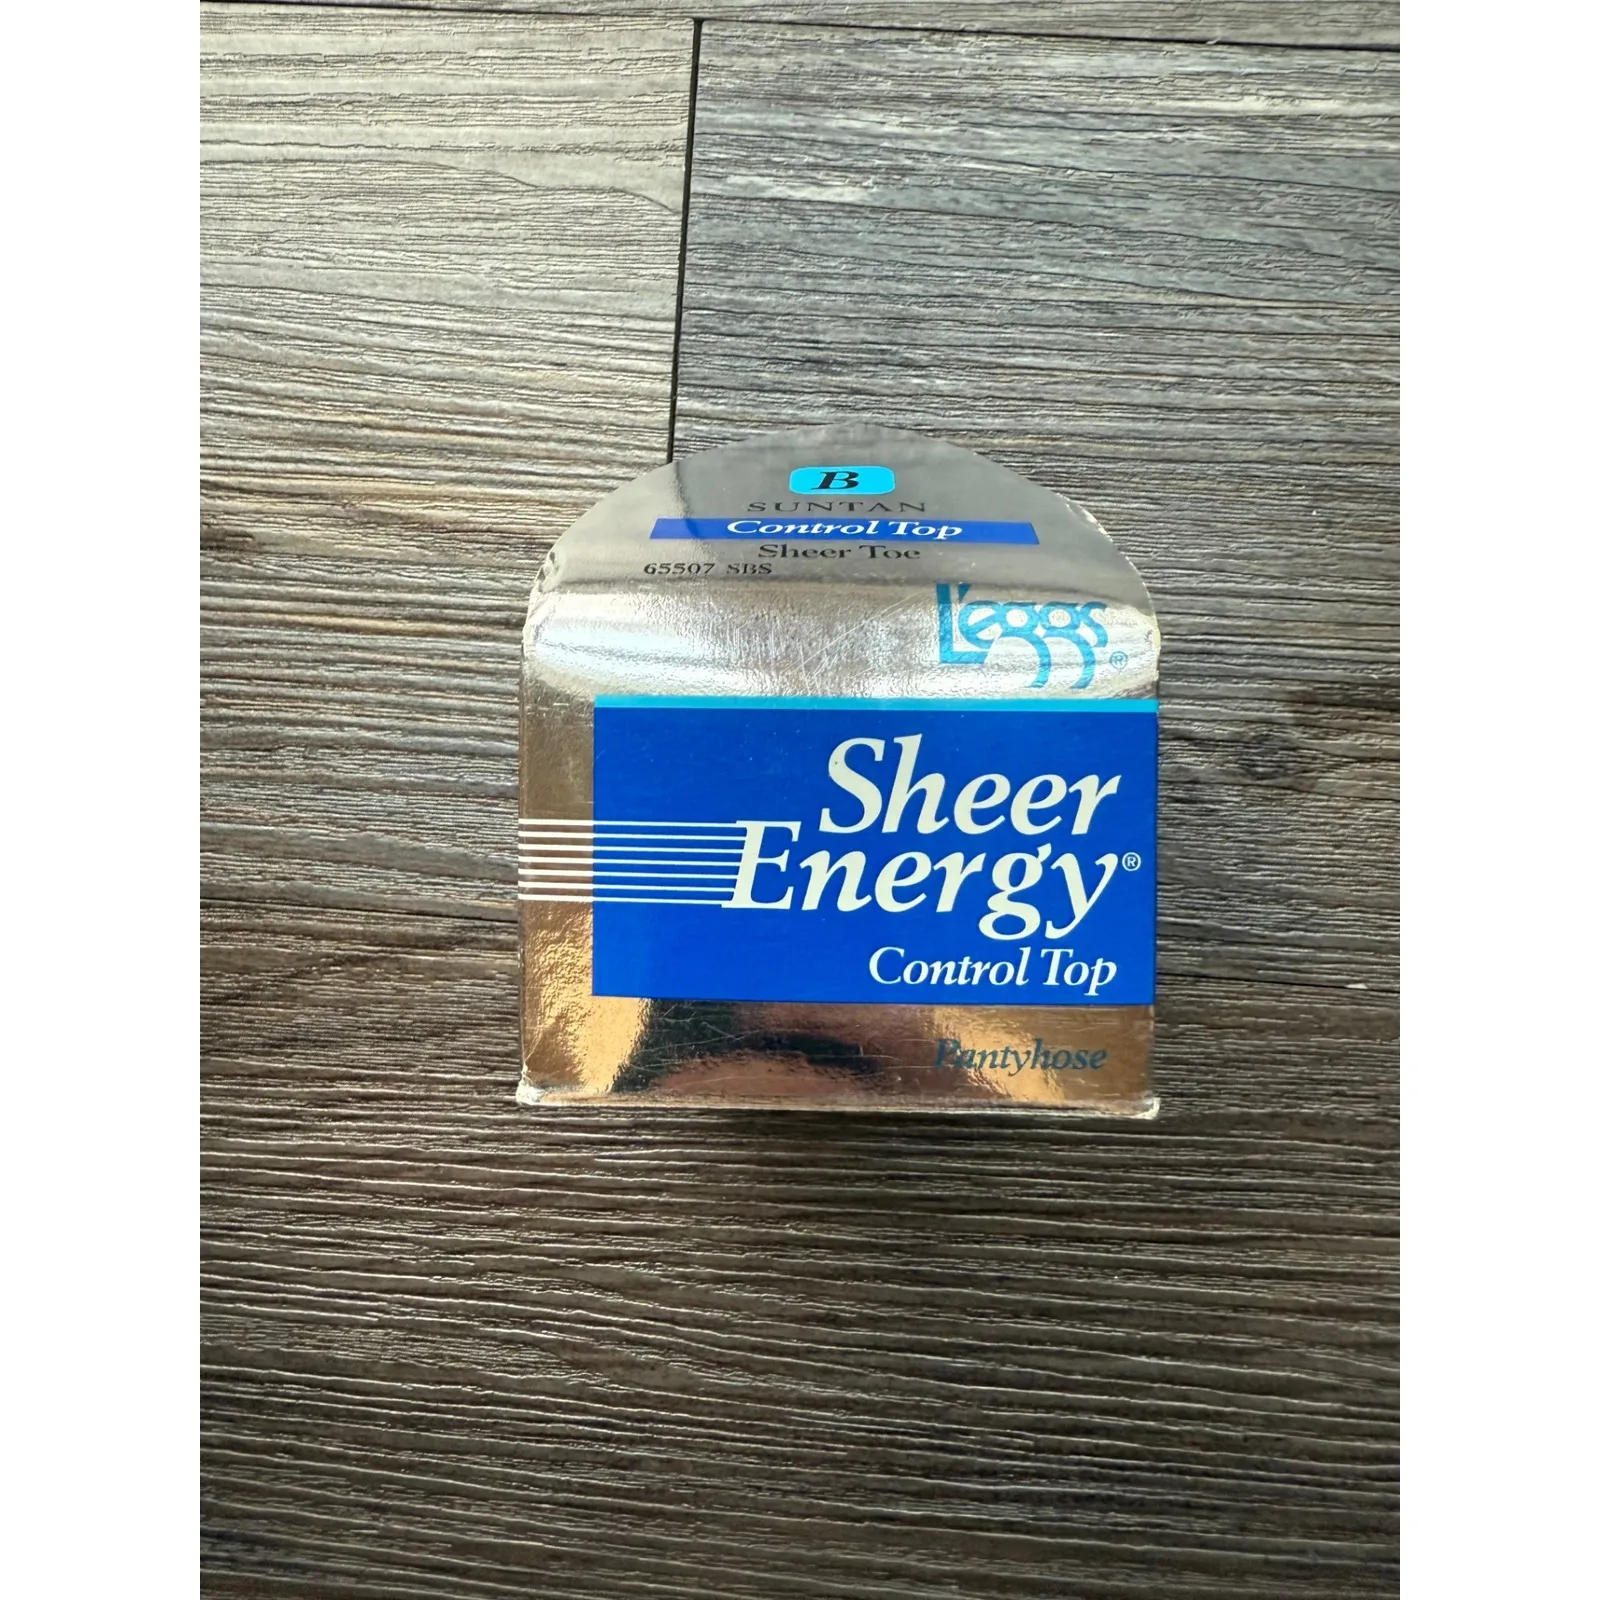 B
SUNTAN
Control Top
Sheer Toe
65507 SBS
L'eggs®
Sheer
Energy®
Control Top
Pantyhose